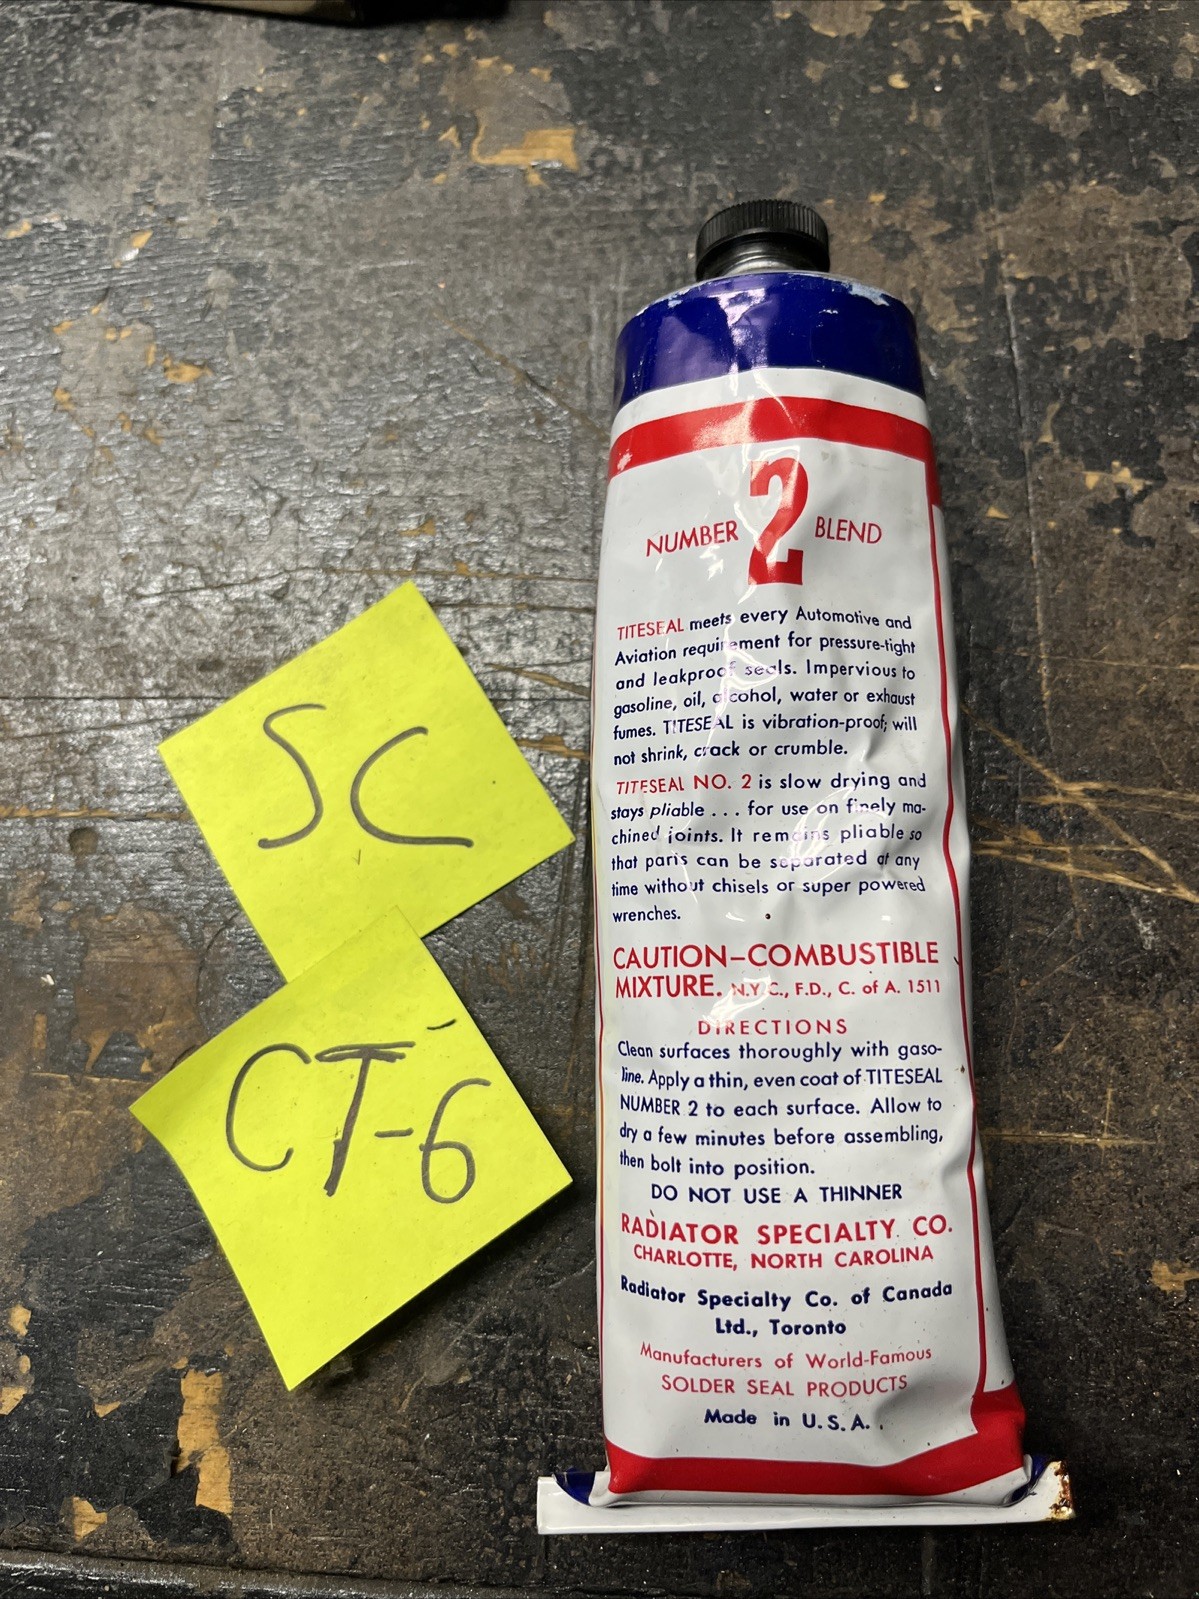 SC
CT-6
NUMBER 2 BLEND
TITESEAL meets every Automotive and
Aviation requirement for pressure-tight
and leakproof seals. Impervious to
gasoline, oil, alcohol, water or exhaust
fumes. TITESEAL is vibration-proof; will
not shrink, crack or crumble.
TITESEAL NO. 2 is slow drying and
stays pliable . . . for use on finely ma-
chined joints. It remains pliable so
that parts can be separated at any
time without chisels or super powered
wrenches.
CAUTION–COMBUSTIBLE
MIXTURE. N.Y.C., F.D., C. of A. 1511
DIRECTIONS
Clean surfaces thoroughly with gaso-
line. Apply a thin, even coat of TITESEAL
NUMBER 2 to each surface. Allow to
dry a few minutes before assembling,
then bolt into position.
DO NOT USE A THINNER
RADIATOR SPECIALTY CO.
CHARLOTTE, NORTH CAROLINA
Radiator Specialty Co. of Canada
Ltd., Toronto
Manufacturers of World-Famous
SOLDER SEAL PRODUCTS
Made in U.S.A.